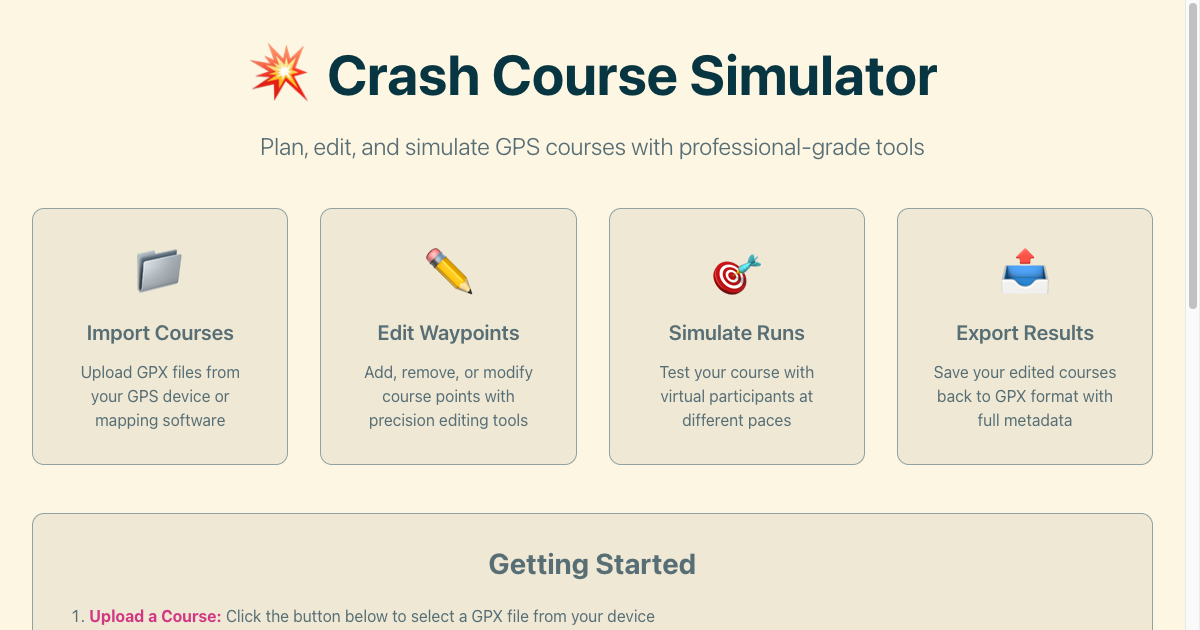 Crash Course Simulator
Plan, edit, and simulate GPS courses with professional-grade tools
Import Courses
Upload GPX files from
your GPS device or
mapping software
Edit Waypoints
Add, remove, or modify
course points with
precision editing tools
Simulate Runs
Test your course with
virtual participants at
different paces
Export Results
Save your edited courses
back to GPX format with
full metadata
Getting Started
1. Upload a Course: Click the button below to select a GPX file from your device